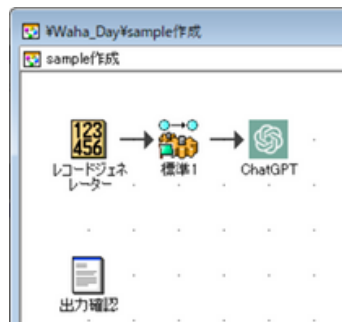 ¥Waha_Day¥sample作成
sample作成
123
456
レコードジェネ
レーター
標準1
ChatGPT
出力確認